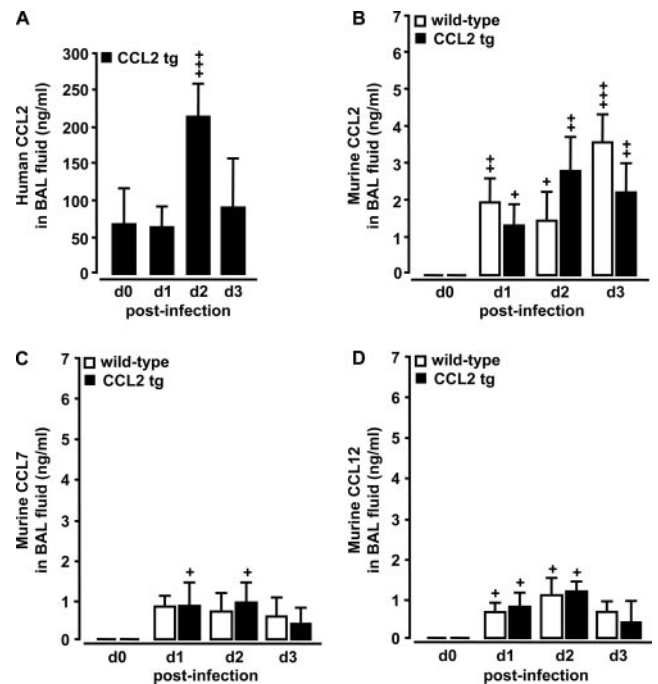 A
CCL2 tg
Human CCL2
in BAL fluid (ng/ml)
300
250
200
150
100
50
0
+++
d0 d1 d2 d3
post-infection
B
wild-type
CCL2 tg
Murine CCL2
in BAL fluid (ng/ml)
7
6
5
4
3
2
1
0
++ + + ++ +++ ++
d0 d1 d2 d3
post-infection
C
wild-type
CCL2 tg
Murine CCL7
in BAL fluid (ng/ml)
7
6
5
4
3
2
1
0
+ +
d0 d1 d2 d3
post-infection
D
wild-type
CCL2 tg
Murine CCL12
in BAL fluid (ng/ml)
7
6
5
4
3
2
1
0
+ + + +
d0 d1 d2 d3
post-infection